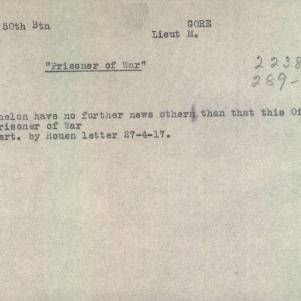 50th Btn GORE
Lieut M.
"Prisoner of War"
2238
289-
helon have no further news othern than that this Of
risoner of War
ert. by Rouen letter 27-4-17.